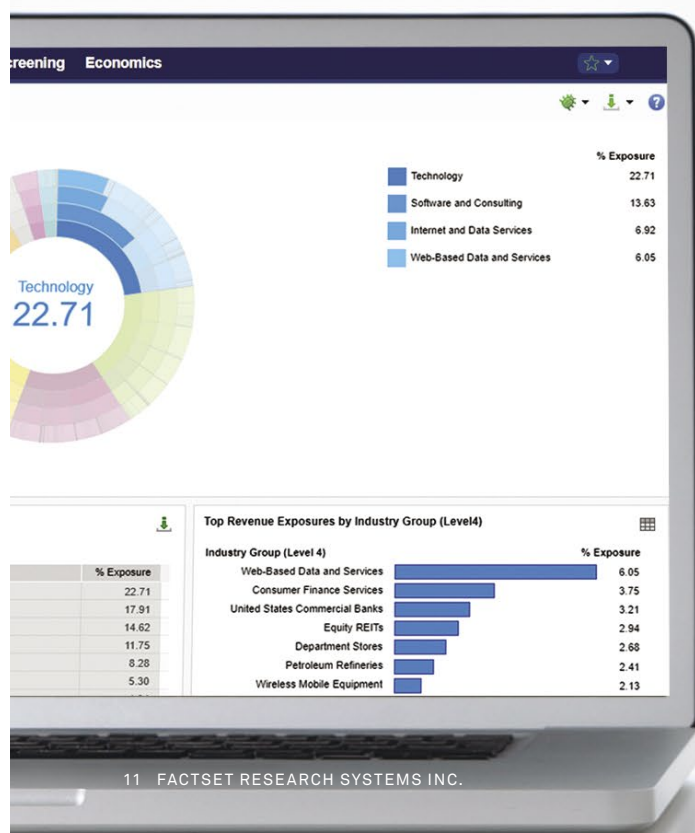 Economics
% Exposure
Technology 22.71
Software and Consulting 13.63
Internet and Data Services 6.92
Web-Based Data and Services 6.05
Technology
22.71
Top Revenue Exposures by Industry Group (Level4)
% Exposure
22.71
17.91
14.62
11.75
8.28
5.30
Industry Group (Level 4) % Exposure
Web-Based Data and Services 6.05
Consumer Finance Services 3.75
United States Commercial Banks 3.21
Equity REITs 2.94
Department Stores 2.68
Petroleum Refineries 2.41
Wireless Mobile Equipment 2.13
11 FACTSET RESEARCH SYSTEMS INC.